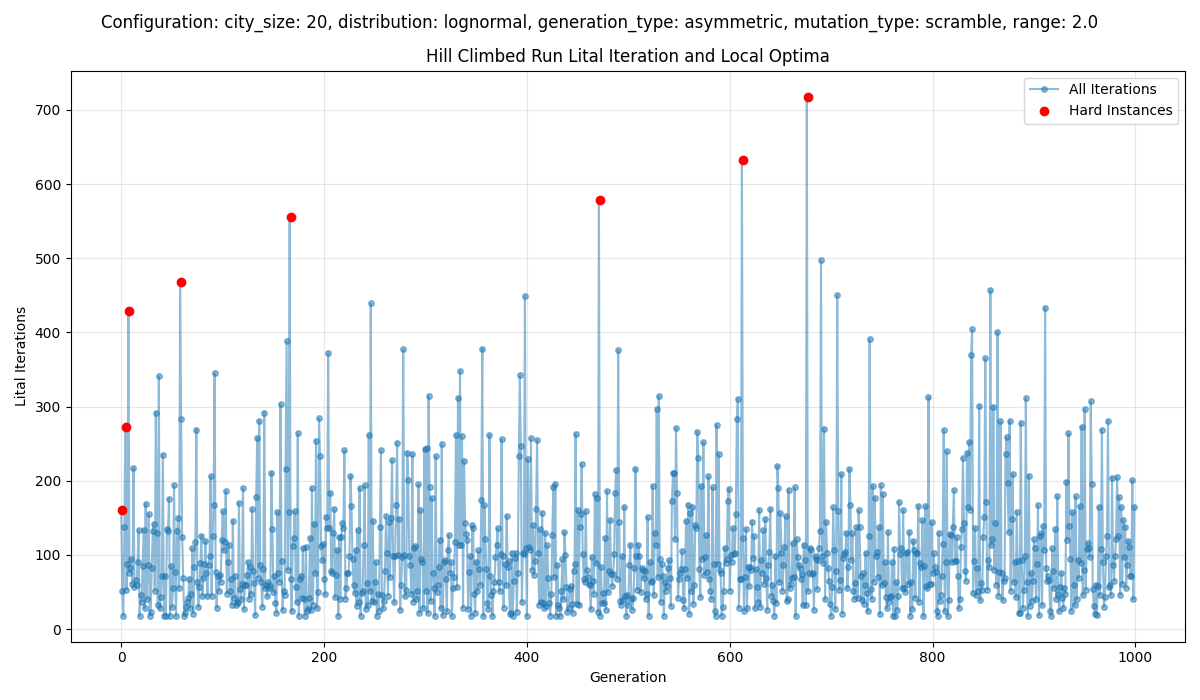 Configuration: city_size: 20, distribution: lognormal, generation_type: asymmetric, mutation_type: scramble, range: 2.0
Hill Climbed Run Lital Iteration and Local Optima
All Iterations
Hard Instances
Lital Iterations
700
600
500
400
300
200
100
0
0
200
400
600
800
1000
Generation